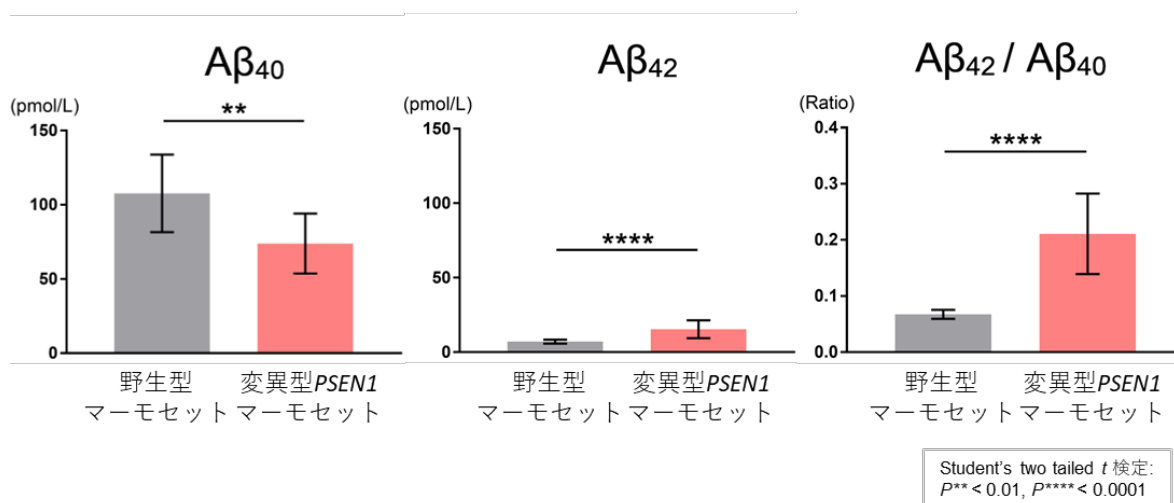 Aβ40
(pmol/L)
**
150
100
50
0
野生型
マーモセット
変異型PSEN1
マーモセット
Aβ42
(pmol/L)
****
150
100
50
0
野生型
マーモセット
変異型PSEN1
マーモセット
Aβ42 / Aβ40
(Ratio)
****
0.4
0.3
0.2
0.1
0.0
野生型
マーモセット
変異型PSEN1
マーモセット
Student's two tailed t 検定:
P** < 0.01, P**** < 0.0001